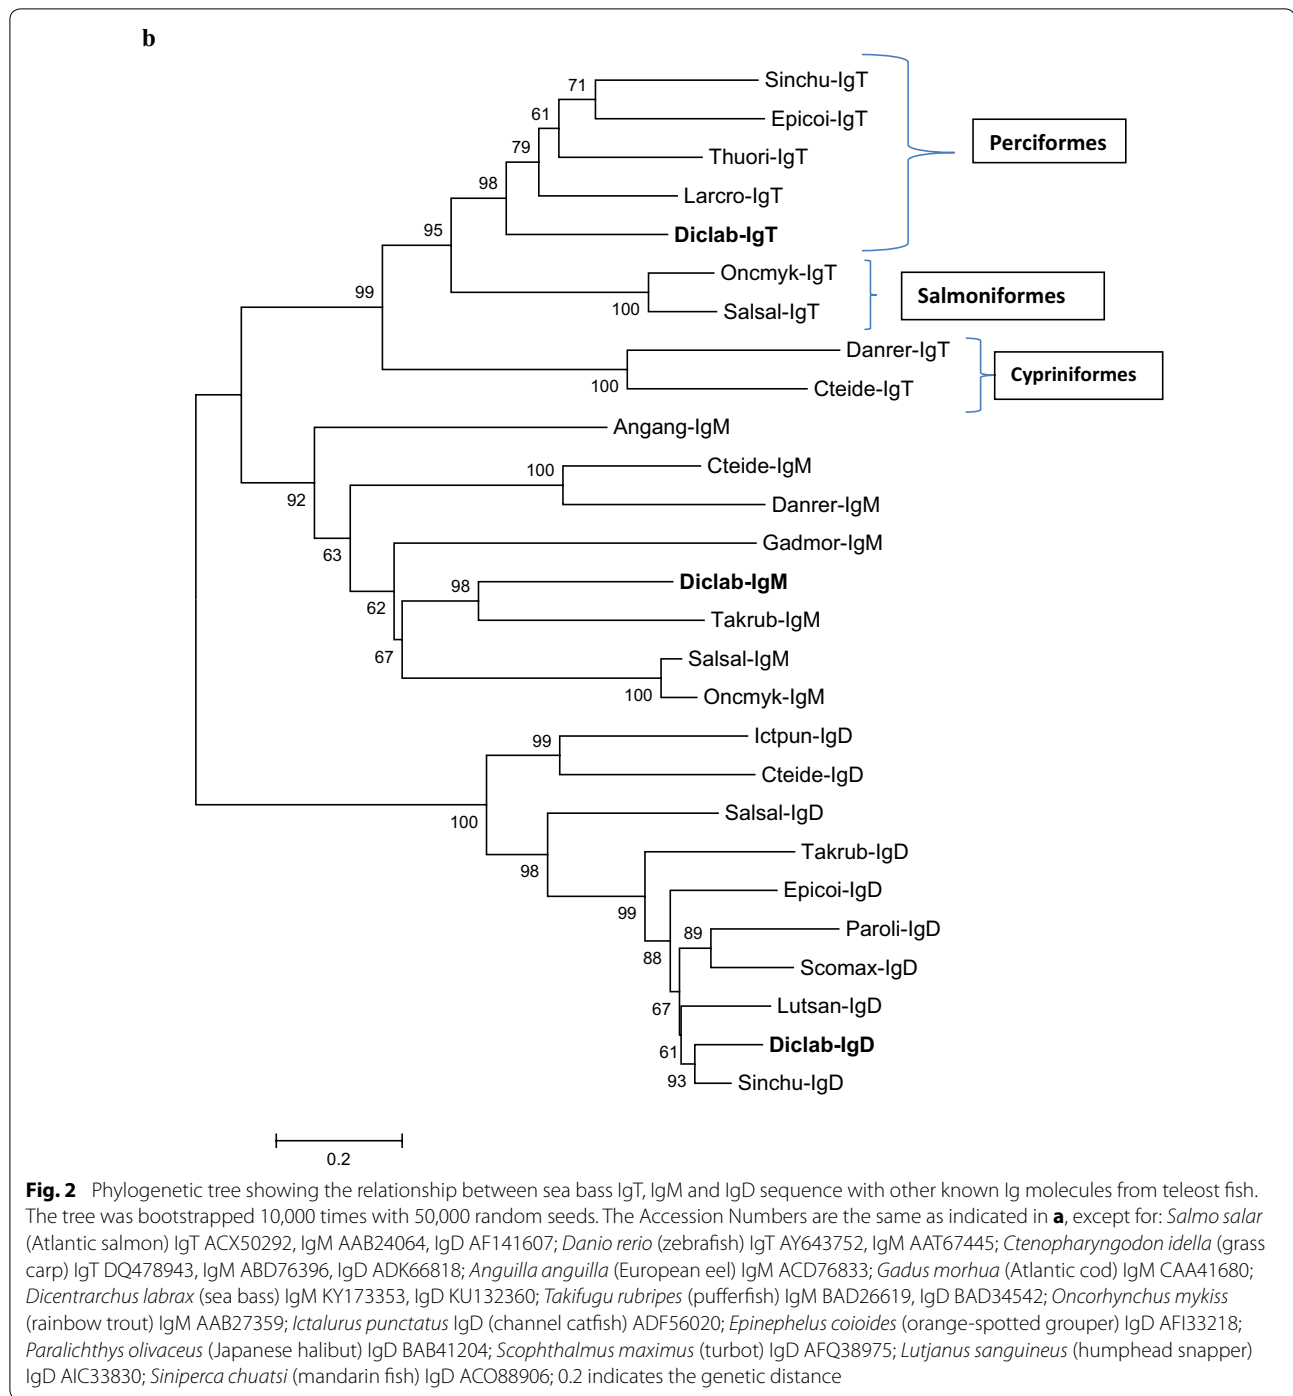 b
71
Sinchu-IgT
Epicoi-IgT
61
Thuori-IgT
79
Larcro-IgT
98
Diclab-IgT
Perciformes
95
Oncmyk-IgT
100
Salsal-IgT
Salmoniformes
99
Danrer-IgT
100
Cteide-IgT
Cypriniformes
Angang-IgM
92
100
Cteide-IgM
Danrer-IgM
63
Gadmor-IgM
62
98
Diclab-IgM
Takrub-IgM
67
Salsal-IgM
100
Oncmyk-IgM
99
Ictpun-IgD
Cteide-IgD
100
Salsal-IgD
98
Takrub-IgD
99
Epicoi-IgD
88
89
Paroli-IgD
Scomax-IgD
67
Lutsan-IgD
61
Diclab-IgD
93
Sinchu-IgD
0.2
Fig. 2 Phylogenetic tree showing the relationship between sea bass IgT, IgM and IgD sequence with other known Ig molecules from teleost fish.
The tree was bootstrapped 10,000 times with 50,000 random seeds. The Accession Numbers are the same as indicated in a, except for: Salmo salar
(Atlantic salmon) IgT ACX50292, IgM AAB24064, IgD AF141607; Danio rerio (zebrafish) IgT AY643752, IgM AAT67445; Ctenopharyngodon idella (grass
carp) IgT DQ478943, IgM ABD76396, IgD ADK66818; Anguilla anguilla (European eel) IgM ACD76833; Gadus morhua (Atlantic cod) IgM CAA41680;
Dicentrarchus labrax (sea bass) IgM KY173353, IgD KU132360; Takifugu rubripes (pufferfish) IgM BAD26619, IgD BAD34542; Oncorhynchus mykiss
(rainbow trout) IgM AAB27359; Ictalurus punctatus IgD (channel catfish) ADF56020; Epinephelus coioides (orange-spotted grouper) IgD AFI33218;
Paralichthys olivaceus (Japanese halibut) IgD BAB41204; Scophthalmus maximus (turbot) IgD AFQ38975; Lutjanus sanguineus (humphead snapper)
IgD AIC33830; Siniperca chuatsi (mandarin fish) IgD ACO88906; 0.2 indicates the genetic distance